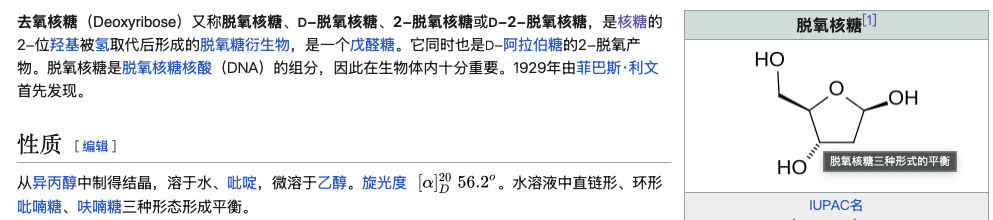 去氧核糖（Deoxyribose）又称脱氧核糖、D-脱氧核糖、2-脱氧核糖或D-2-脱氧核糖，是核糖的
2-位羟基被氢取代后形成的脱氧糖衍生物，是一个戊醛糖。它同时也是D-阿拉伯糖的2-脱氧产
物。脱氧核糖是脱氧核糖核酸（DNA）的组分，因此在生物体内十分重要。1929年由菲巴斯·利文
首先发现。
性质 [编辑]
从异丙醇中制得结晶，溶于水、吡啶，微溶于乙醇。旋光度 [α]20D 56.2°。水溶液中直链形、环形
吡喃糖、呋喃糖三种形态形成平衡。
脱氧核糖[1]
HO
O
OH
HO
脱氧核糖三种形式的平衡
IUPAC名